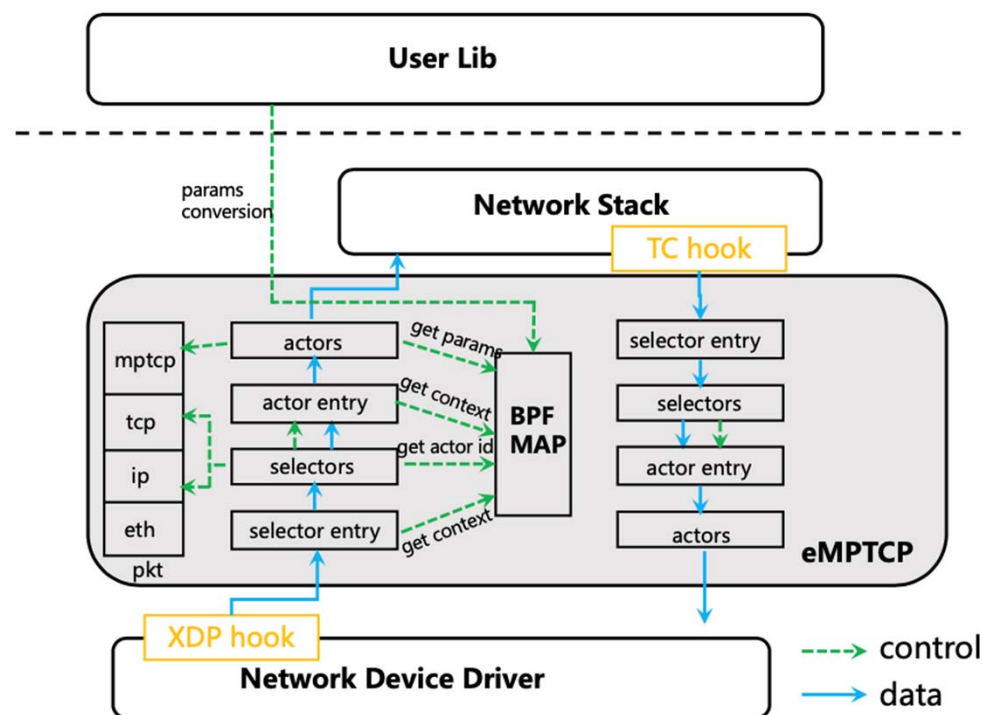 User Lib
params
conversion
Network Stack
TC hook
mptcp
tcp
ip
eth
pkt
actors
actor entry
selectors
selector entry
get params
get context
get actor id
get context
BPF
MAP
selector entry
selectors
actor entry
actors
eMPTCP
XDP hook
Network Device Driver
control
data